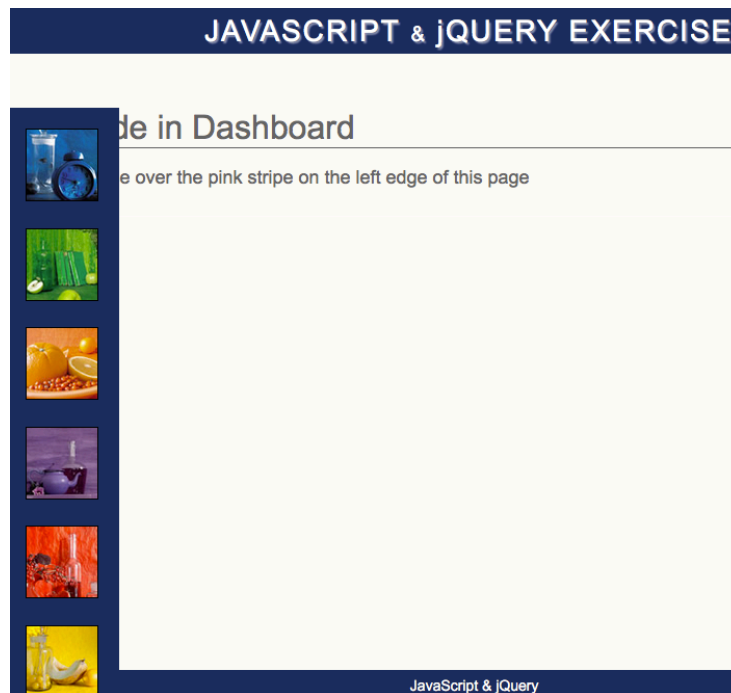 JAVASCRIPT & jQUERY EXERCISE
de in Dashboard
e over the pink stripe on the left edge of this page
JavaScript & jQuery